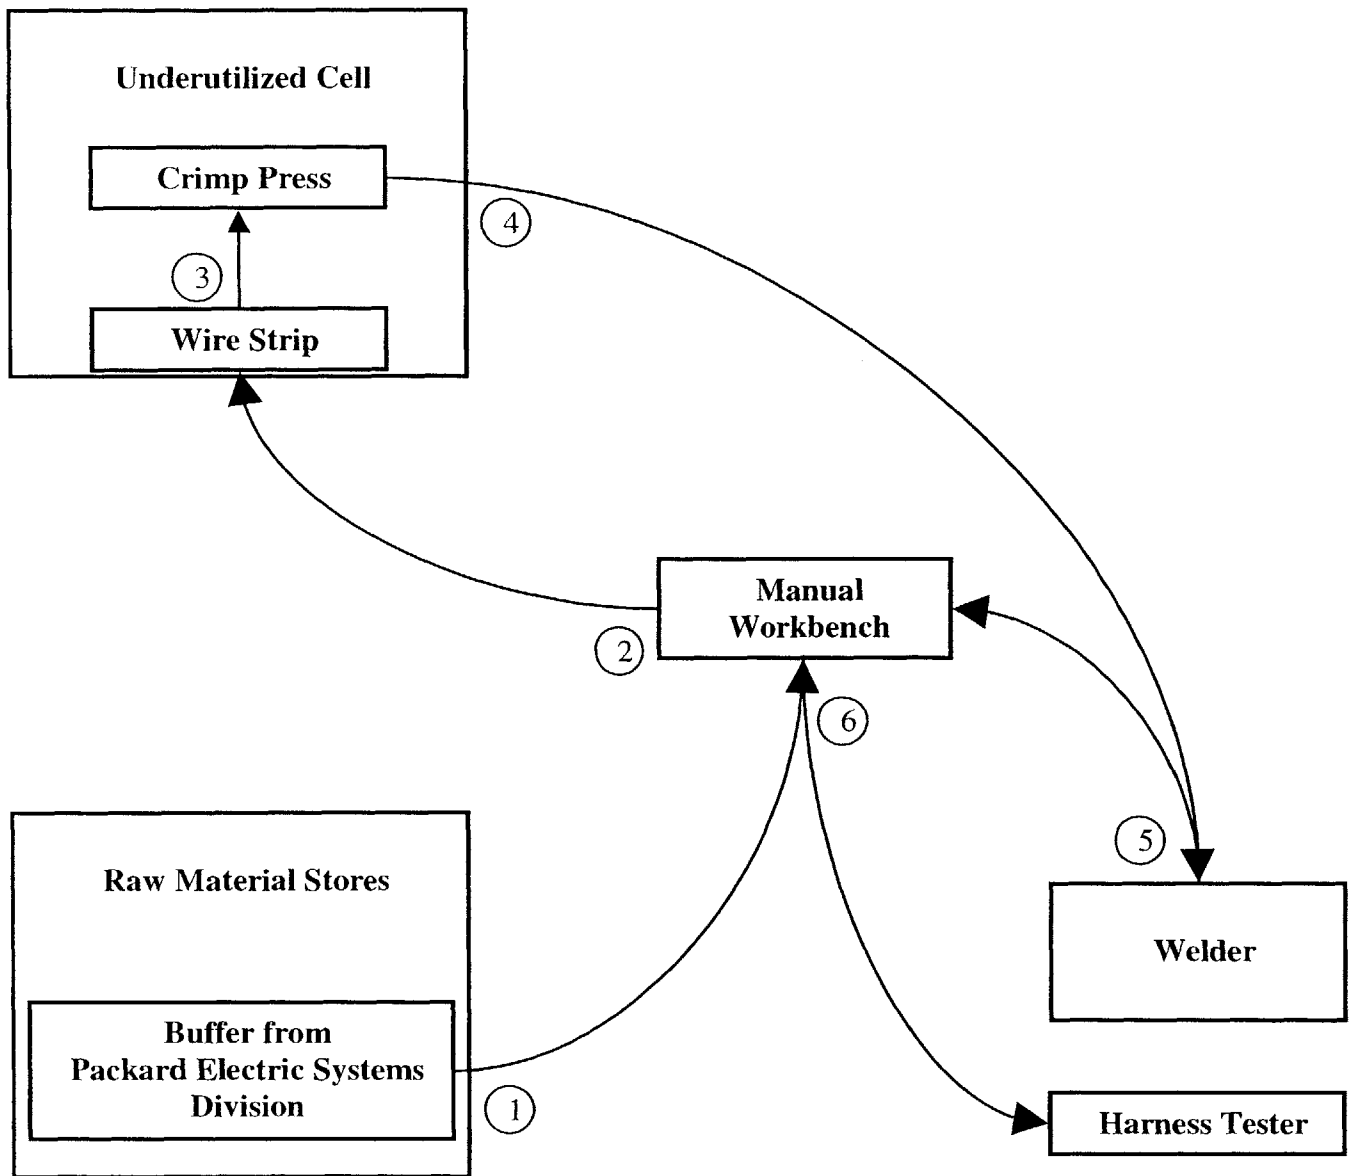 Underutilized Cell
Crimp Press
4
3
Wire Strip
Manual
Workbench
2
6
5
Raw Material Stores
Welder
Buffer from
Packard Electric Systems
Division
1
Harness Tester